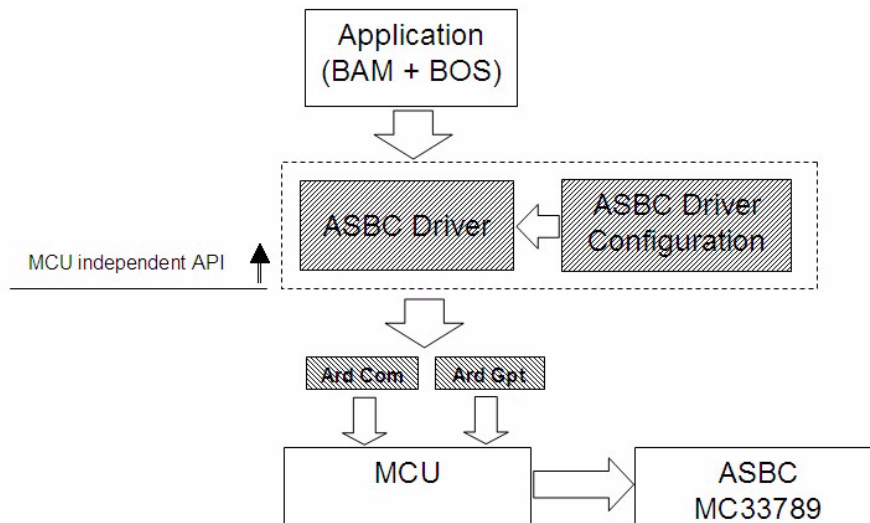 Application
(BAM + BOS)
ASBC Driver
ASBC Driver
Configuration
MCU independent API
Ard Com
Ard Gpt
MCU
ASBC
MC33789